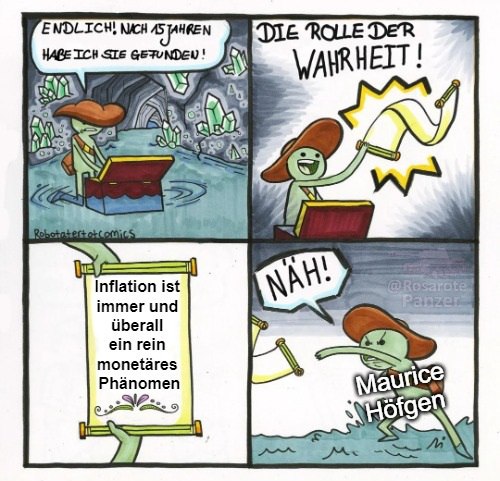 ENDLICH! NACH 15 JAHREN
HABE ICH SIE GEFUNDEN!
Robotatertotcomics
DIE ROLLE DER
WAHRHEIT!
Inflation ist
immer und
überall
ein rein
monetäres
Phänomen
@Rosarote
Panzer
NÄH!
Maurice
Höfgen